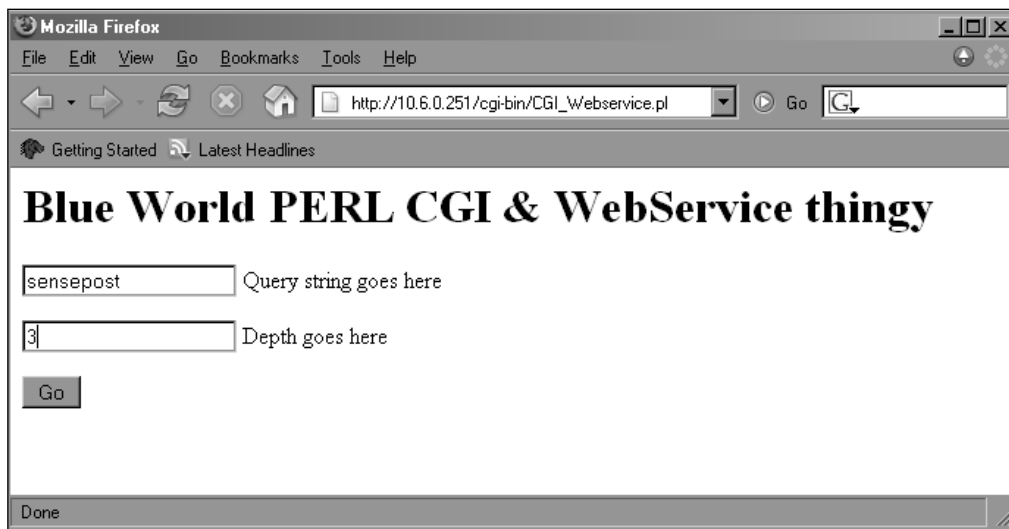 Mozilla Firefox
File Edit View Go Bookmarks Tools Help
http://10.6.0.251/cgi-bin/CGI_Webservice.pl Go G
Getting Started Latest Headlines
Blue World PERL CGI & WebService thingy
sensepost Query string goes here
3 Depth goes here
Go
Done